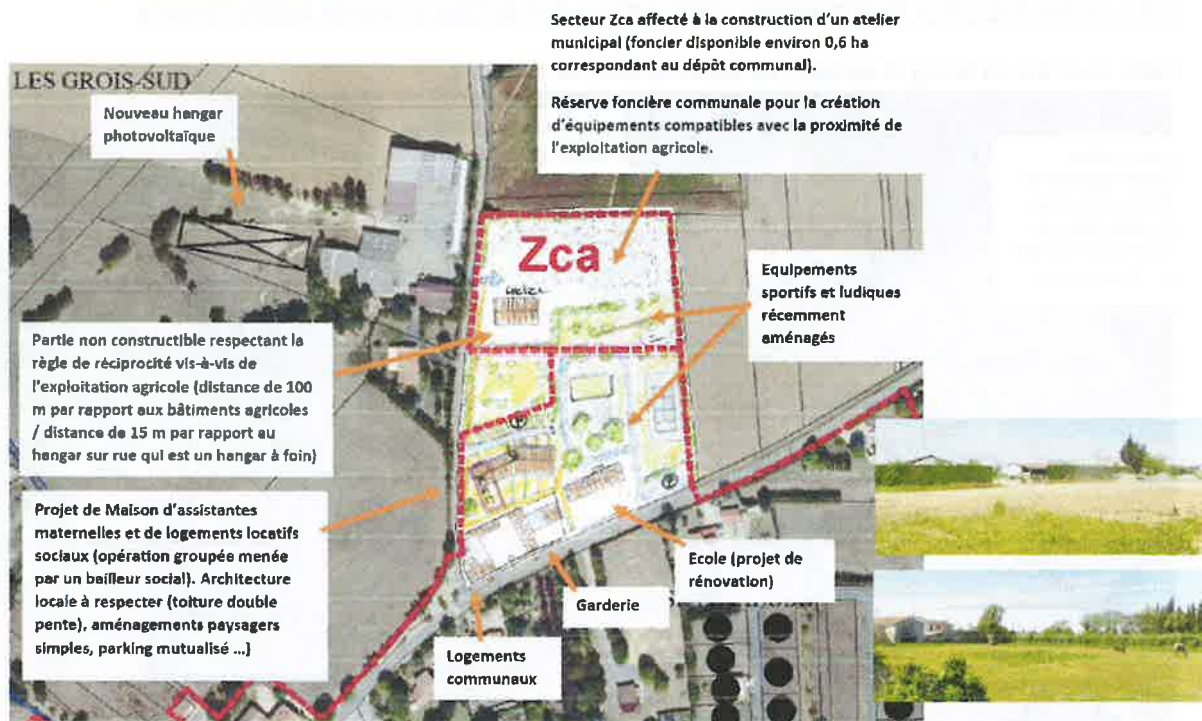 Secteur Zca affecté à la construction d'un atelier
municipal (foncier disponible environ 0,6 ha
correspondant au dépôt communal).
Réserve foncière communale pour la création
d'équipements compatibles avec la proximité de
l'exploitation agricole.
LES GROIS-SUD
Nouveau hangar
photovoltaïque
Zca
Equipements
sportifs et ludiques
récemment
aménagés
Partie non constructible respectant la
règle de réciprocité vis-à-vis de
l'exploitation agricole (distance de 100
m par rapport aux bâtiments agricoles
/ distance de 15 m par rapport au
hangar sur rue qui est un hangar à foin)
Projet de Maison d'assistantes
maternelles et de logements locatifs
sociaux (opération groupée menée
par un bailleur social). Architecture
locale à respecter (toiture double
pente), aménagements paysagers
simples, parking mutualisé ...)
Ecole (projet de
rénovation)
Garderie
Logements
communaux